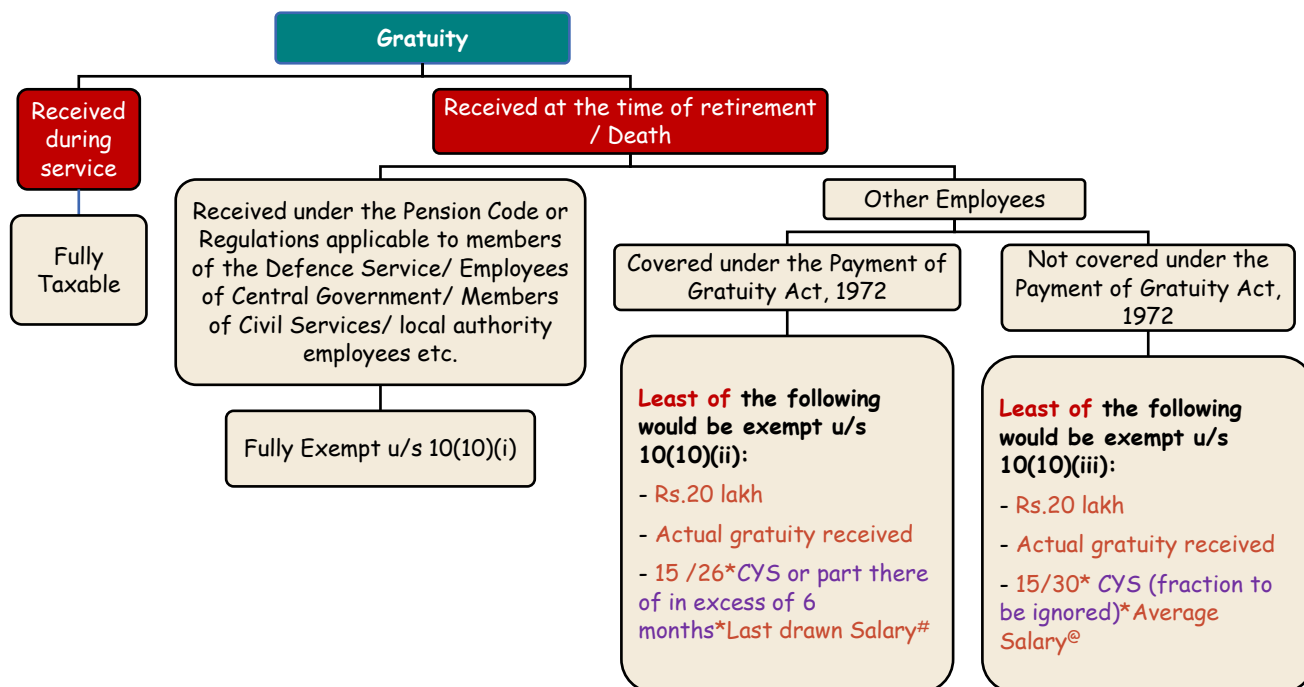 Gratuity
Received
during
service
Received at the time of retirement
/ Death
Fully
Taxable
Received under the Pension Code or
Regulations applicable to members
of the Defence Service/ Employees
of Central Government/ Members
of Civil Services/ local authority
employees etc.
Fully Exempt u/s 10(10)(i)
Other Employees
Covered under the Payment of
Gratuity Act, 1972
Not covered under the
Payment of Gratuity Act,
1972
Least of the following
would be exempt u/s
10(10)(ii):
- Rs.20 lakh
- Actual gratuity received
- 15 /26*CYS or part there
of in excess of 6
months*Last drawn Salary#
Least of the following
would be exempt u/s
10(10)(iii):
- Rs.20 lakh
- Actual gratuity received
- 15/30* CYS (fraction to
be ignored)*Average
Salary@